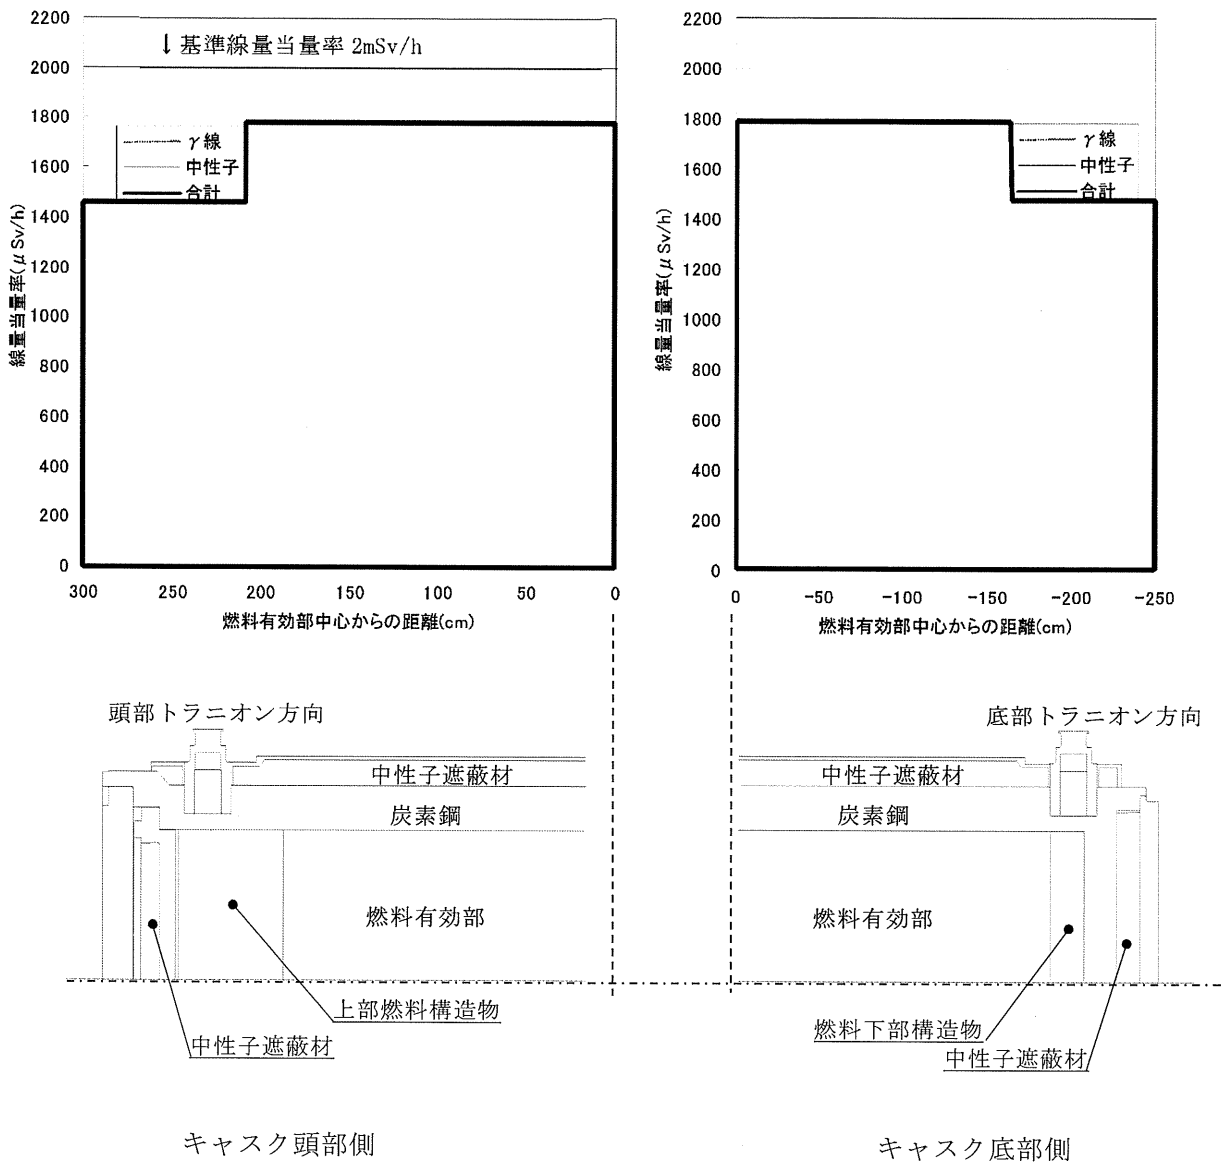 2200
2000
1800
1600
1400
1200
1000
800
600
400
200
0
線量当量率(μSv/h)
↓基準線量当量率 2mSv/h
γ線
中性子
合計
300 250 200 150 100 50 0
燃料有効部中心からの距離(cm)
2200
2000
1800
1600
1400
1200
1000
800
600
400
200
0
線量当量率(μSv/h)
γ線
中性子
合計
0 -50 -100 -150 -200 -250
燃料有効部中心からの距離(cm)
頭部トラニオン方向
中性子遮蔽材
炭素鋼
燃料有効部
上部燃料構造物
中性子遮蔽材
キャスク頭部側
底部トラニオン方向
中性子遮蔽材
炭素鋼
燃料有効部
燃料下部構造物
中性子遮蔽材
キャスク底部側